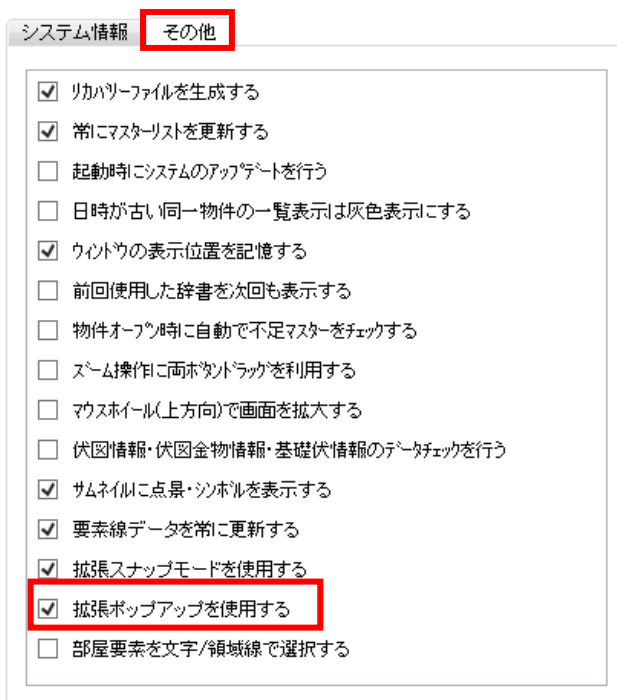 システム情報 その他
リカバリーファイルを生成する
常にマスターリストを更新する
起動時にシステムのアップデートを行う
日時が古い同一物件の一覧表示は灰色表示にする
ウィンドウの表示位置を記憶する
前回使用した辞書を次回も表示する
物件オープン時に自動で不足マスターをチェックする
ズーム操作に両ボタンドラッグを利用する
マウスホイール(上方向)で画面を拡大する
伏図情報・伏図金物情報・基礎伏情報のデータチェックを行う
サムネイルに点景・シンボルを表示する
要素線データを常に更新する
拡張スナップモードを使用する
拡張ポップアップを使用する
部屋要素を文字/領域線で選択する